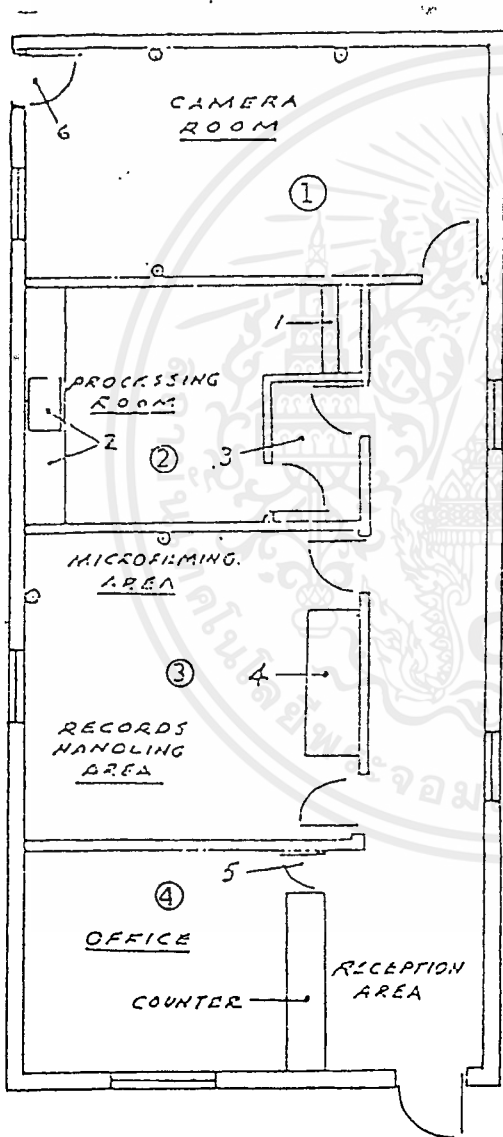 6
CAMERA
ROOM
①
1
PROCESSING
ROOM
2
②
3
MICROFILMING
AREA
③
4
RECORDS
HANDLING
AREA
④
5
OFFICE
RECEPTION
AREA
COUNTER